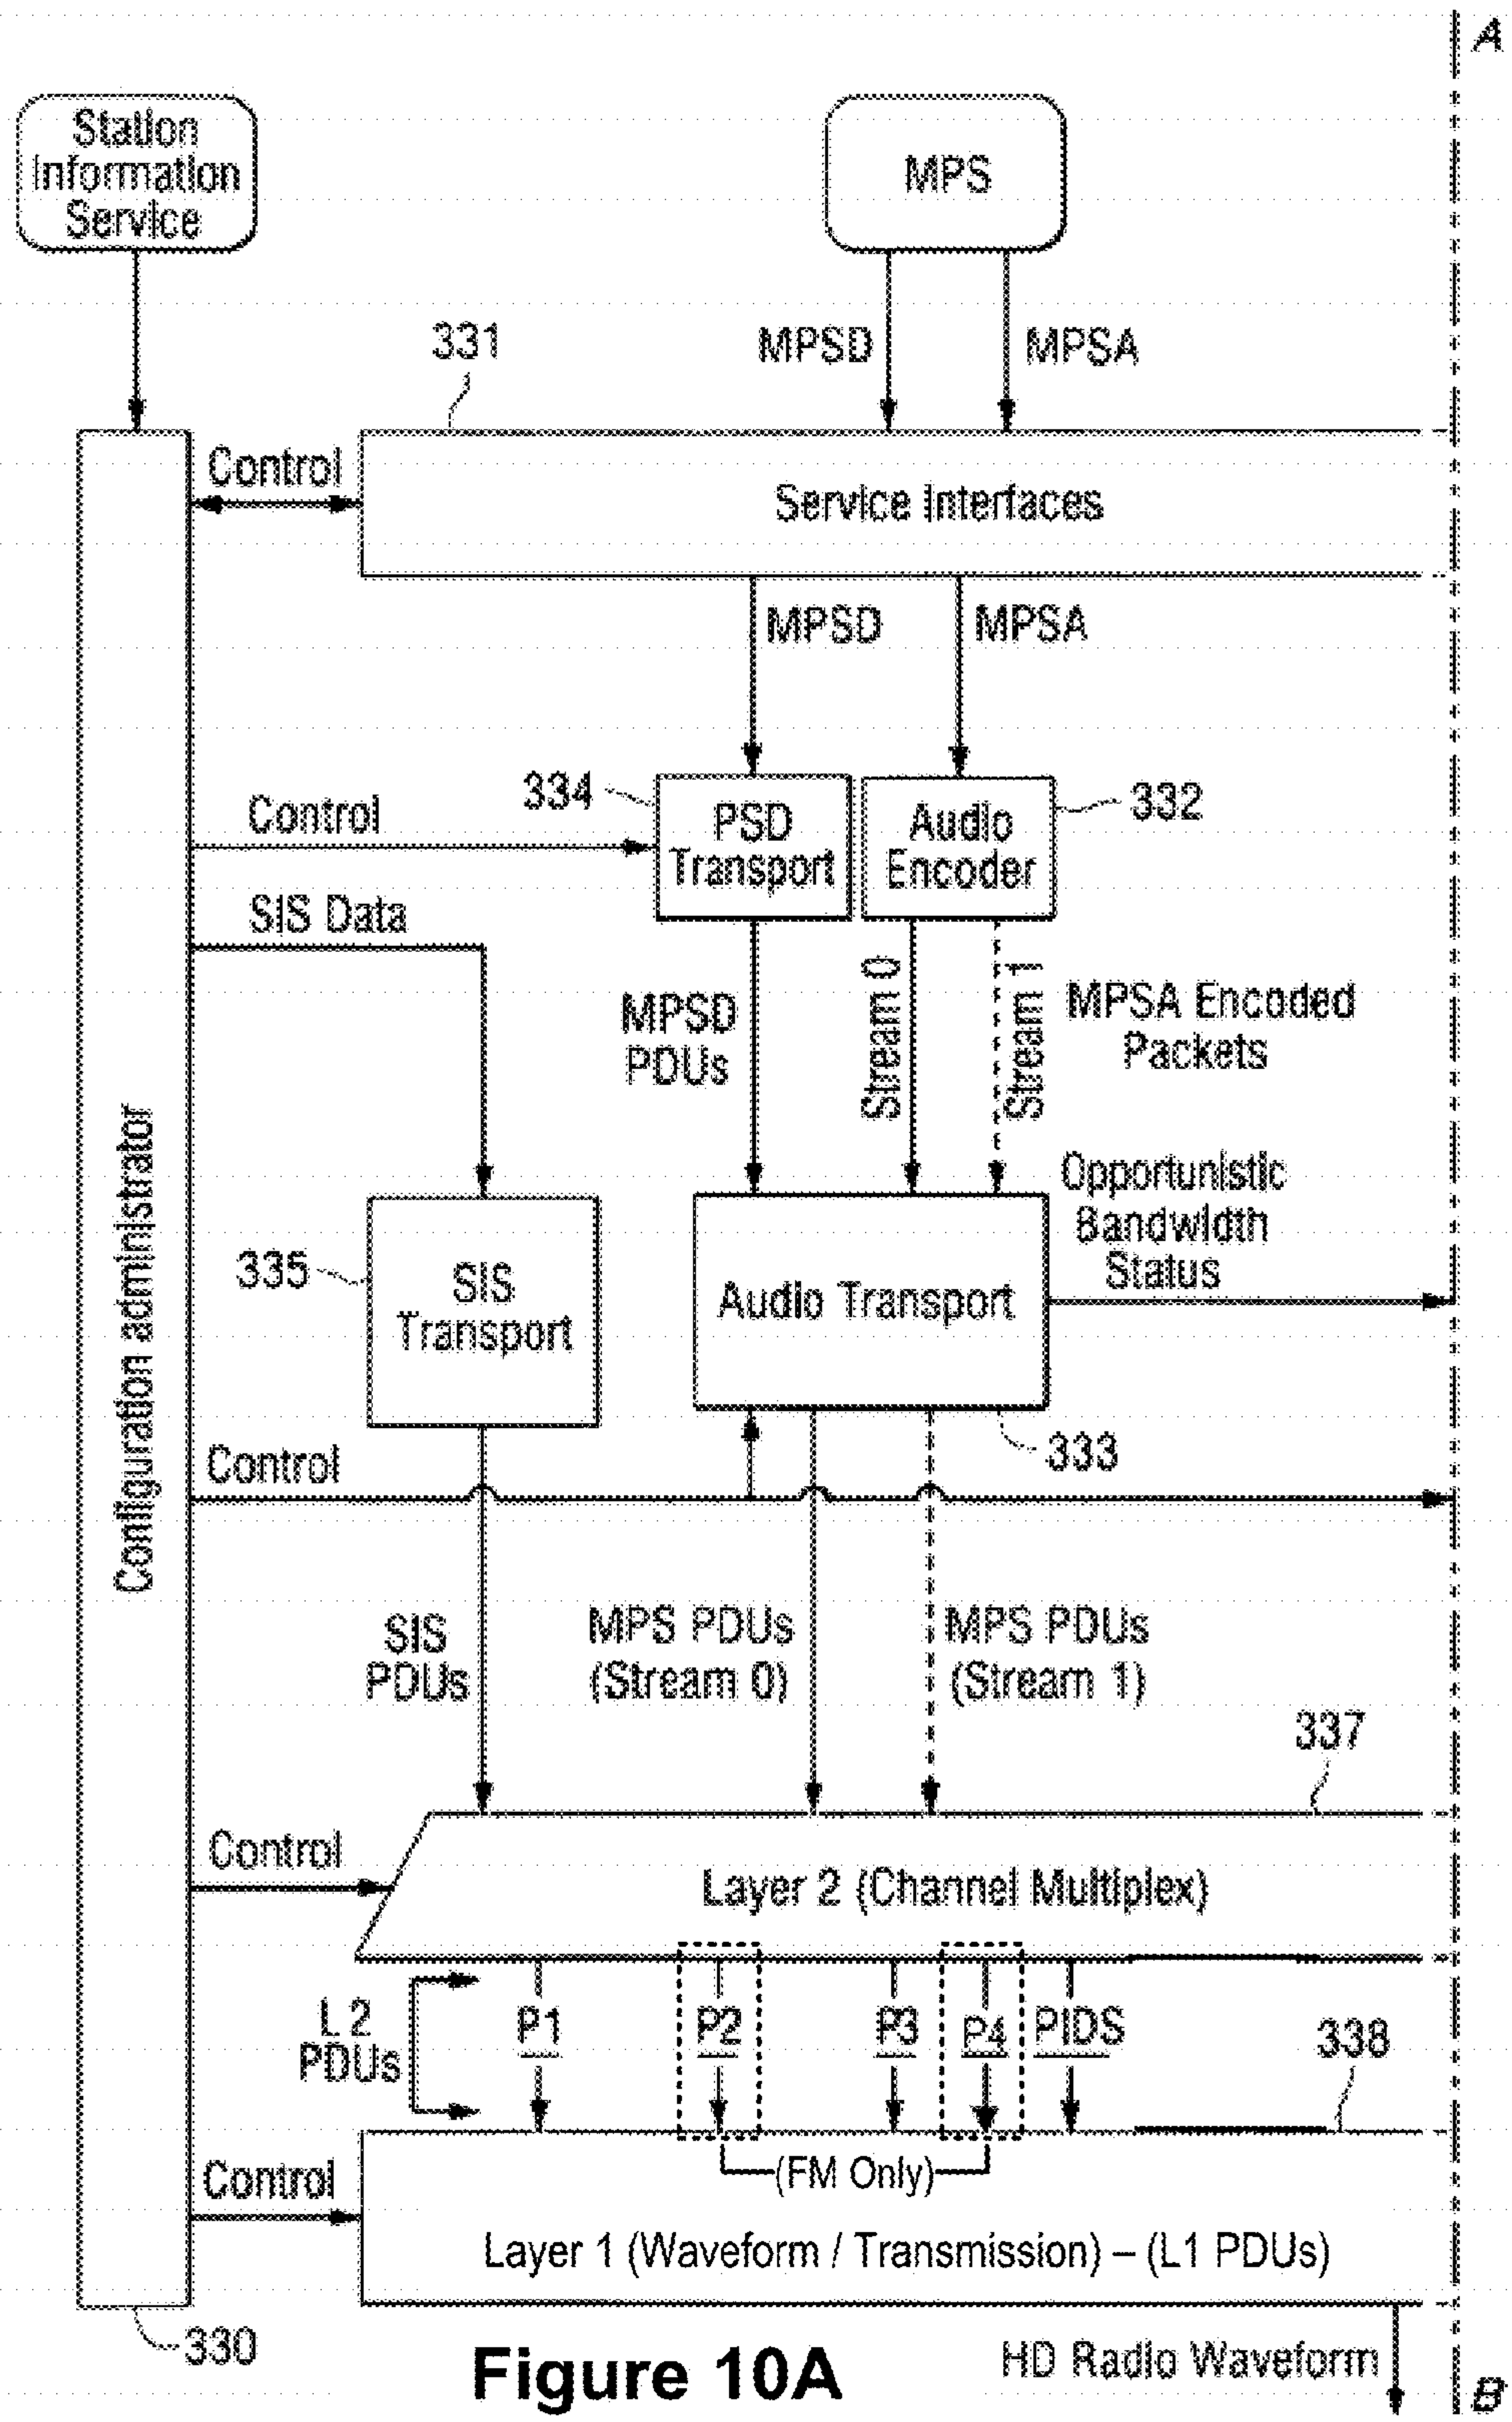 A
Station
Information
Service
MPS
331
MPSD
MPSA
Control
Service Interfaces
MPSD
MPSA
334
PSD
Transport
Audio
Encoder
332
Control
SIS Data
MPSD
PDUs
Stream 0
Stream 1
MPSA Encoded
Packets
Configuration administrator
335
SIS
Transport
Audio Transport
Opportunistic
Bandwidth
Status
333
Control
SIS
PDUs
MPS PDUs
(Stream 0)
MPS PDUs
(Stream 1)
337
Control
Layer 2 (Channel Multiplex)
L 2
PDUs
P1
P2
P3
P4
PIDS
338
(FM Only)
Control
Layer 1 (Waveform / Transmission) – (L1 PDUs)
330
Figure 10A
HD Radio Waveform
B